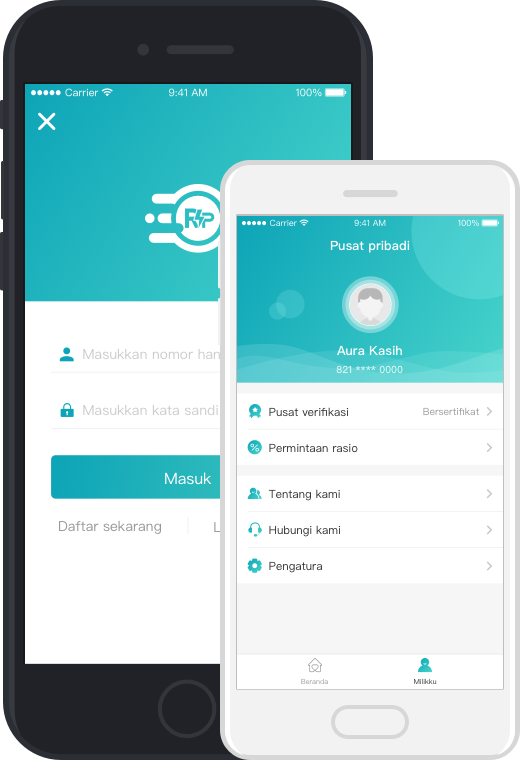 Carrier 9:41 AM 100%
Rp
Masukkan nomor han
Masukkan kata sandi
Masuk
Daftar sekarang
L
Carrier 9:41 AM 100%
Pusat pribadi
Aura Kasih
821 **** 0000
Pusat verifikasi Bersertifikat
Permintaan rasio
Tentang kami
Hubungi kami
Pengatura
Beranda Milikku